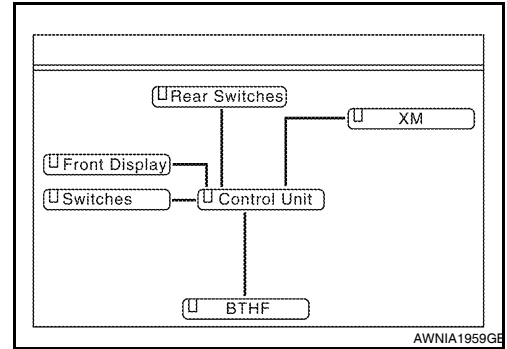 Rear Switches
XM
Front Display
Switches
Control Unit
BTHF
AWNIA1959GB